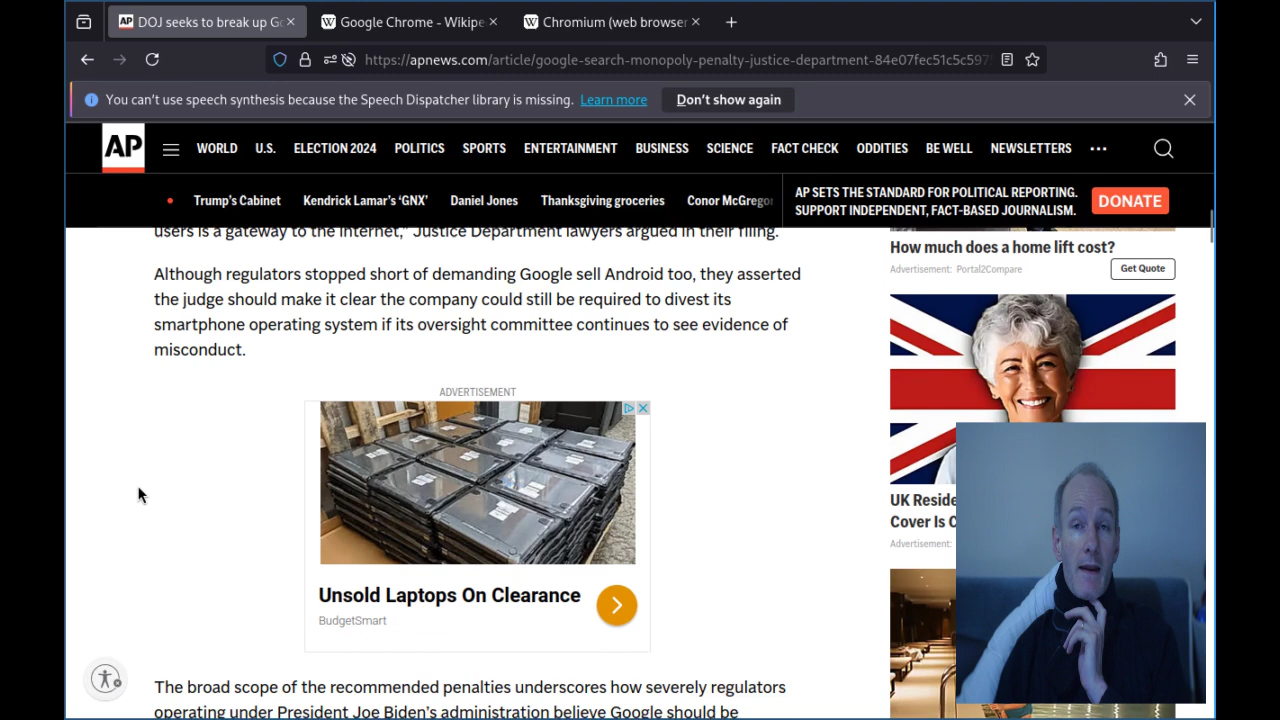 DOJ seeks to break up Go
Google Chrome - Wikipe
Chromium (web browser
https://apnews.com/article/google-search-monopoly-penalty-justice-department-84e07fec51c5c597
You can't use speech synthesis because the Speech Dispatcher library is missing. Learn more Don't show again
AP
WORLD U.S. ELECTION 2024 POLITICS SPORTS ENTERTAINMENT BUSINESS SCIENCE FACT CHECK ODDITIES BE WELL NEWSLETTERS
Trump's Cabinet Kendrick Lamar's ‘GNX’ Daniel Jones Thanksgiving groceries Conor McGregor
AP SETS THE STANDARD FOR POLITICAL REPORTING.
SUPPORT INDEPENDENT, FACT-BASED JOURNALISM.
DONATE
users is a gateway to the internet,” Justice Department lawyers argued in their filing.
Although regulators stopped short of demanding Google sell Android too, they asserted
the judge should make it clear the company could still be required to divest its
smartphone operating system if its oversight committee continues to see evidence of
misconduct.
ADVERTISEMENT
Unsold Laptops On Clearance
BudgetSmart
The broad scope of the recommended penalties underscores how severely regulators
operating under President Joe Biden's administration believe Google should be
How much does a home lift cost?
Advertisement: Portal2Compare
Get Quote
UK Reside
Cover Is C
Advertisement: